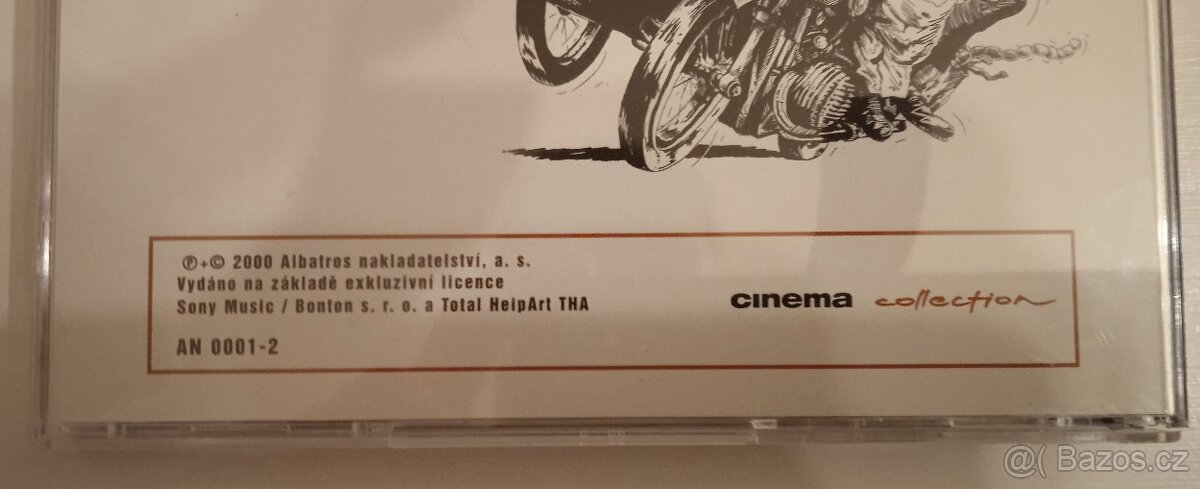 ℗+© 2000 Albatros nakladatelství, a. s.
Vydáno na základě exkluzivní licence
Sony Music / Bonton s. r. o. a Total HelpArt THA
cinema collection
AN 0001-2
@( Bazos.cz